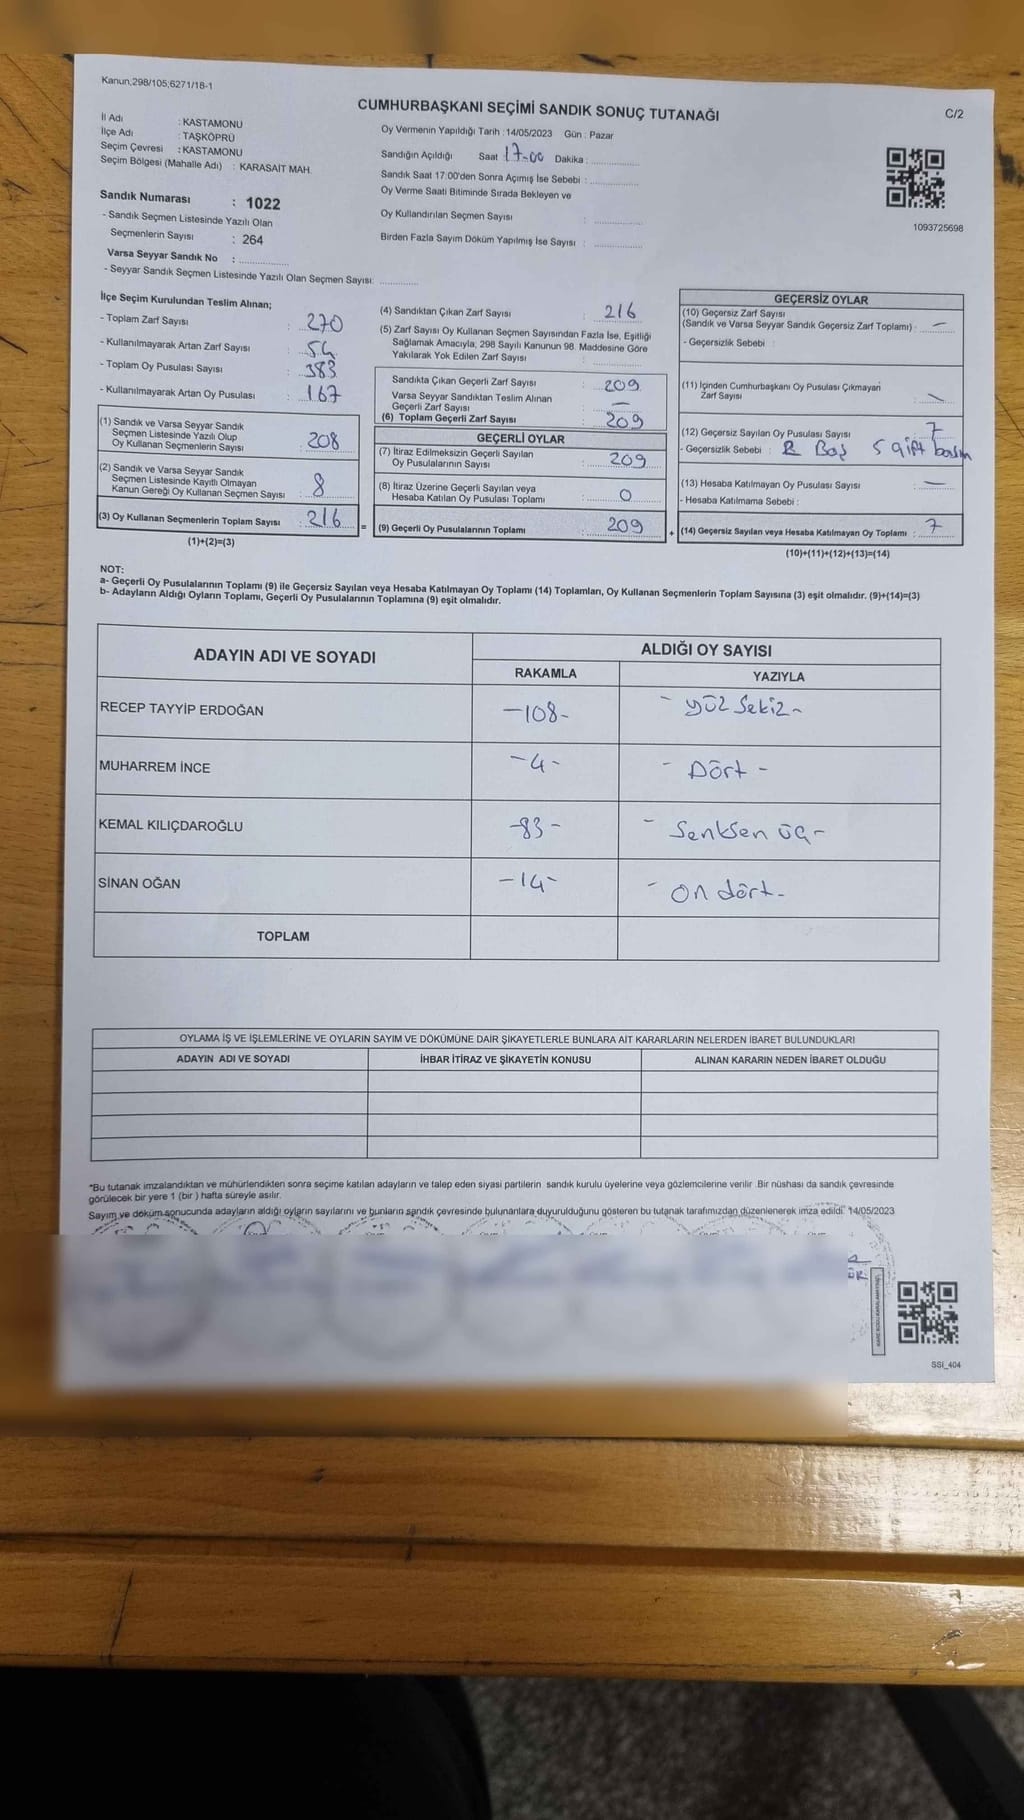 Kanun;298/105;6271/18-1
CUMHURBAŞKANI SEÇİMİ SANDIK SONUÇ TUTANAĞI
C/2
İl Adı : KASTAMONU
İlçe Adı : TAŞKÖPRÜ
Seçim Çevresi : KASTAMONU
Seçim Bölgesi (Mahalle Adı) : KARASAİT MAH.
Sandık Numarası : 1022
- Sandık Seçmen Listesinde Yazılı Olan
Seçmenlerin Sayısı : 264
Varsa Seyyar Sandık No :
- Seyyar Sandık Seçmen Listesinde Yazılı Olan Seçmen Sayısı:
Oy Vermenin Yapıldığı Tarih : 14/05/2023 Gün : Pazar
Sandığın Açıldığı Saat : 17-00 Dakika :
Sandık Saat 17:00'den Sonra Açımış İse Sebebi :
Oy Verme Saati Bitiminde Sırada Bekleyen ve
Oy Kullandırılan Seçmen Sayısı :
Birden Fazla Sayım Döküm Yapılmış İse Sayısı :
1093725698
İlçe Seçim Kurulundan Teslim Alınan;
- Toplam Zarf Sayısı : 270
- Kullanılmayarak Artan Zarf Sayısı : 54
- Toplam Oy Pusulası Sayısı : 383
- Kullanılmayarak Artan Oy Pusulası : 167
(1) Sandık ve Varsa Seyyar Sandık
Seçmen Listesinde Yazılı Olup
Oy Kullanan Seçmenlerin Sayısı : 208
(2) Sandık ve Varsa Seyyar Sandık
Seçmen Listesinde Kayıtlı Olmayan
Kanun Gereği Oy Kullanan Seçmen Sayısı : 8
(3) Oy Kullanan Seçmenlerin Toplam Sayısı : 216
(1)+(2)=(3)
(4) Sandıktan Çıkan Zarf Sayısı : 216
(5) Zarf Sayısı Oy Kullanan Seçmen Sayısından Fazla İse, Eşitliği
Sağlamak Amacıyla, 298 Sayılı Kanunun 98. Maddesine Göre
Yakılarak Yok Edilen Zarf Sayısı :
Sandıkta Çıkan Geçerli Zarf Sayısı : 209
Varsa Seyyar Sandıktan Teslim Alınan
Geçerli Zarf Sayısı : —
(6) Toplam Geçerli Zarf Sayısı : 209
GEÇERLİ OYLAR
(7) İtiraz Edilmeksizin Geçerli Sayılan
Oy Pusulalarının Sayısı : 209
(8) İtiraz Üzerine Geçerli Sayılan veya
Hesaba Katılan Oy Pusulası Toplamı : 0
= (9) Geçerli Oy Pusulalarının Toplamı : 209
GEÇERSİZ OYLAR
(10) Geçersiz Zarf Sayısı
(Sandık ve Varsa Seyyar Sandık Geçersiz Zarf Toplamı) : —
- Geçersizlik Sebebi :
(11) İçinden Cumhurbaşkanı Oy Pusulası Çıkmayan
Zarf Sayısı : —
(12) Geçersiz Sayılan Oy Pusulası Sayısı : 7
- Geçersizlik Sebebi : 2 Boş 5 çift basım
(13) Hesaba Katılmayan Oy Pusulası Sayısı : —
- Hesaba Katılmama Sebebi :
+ (14) Geçersiz Sayılan veya Hesaba Katılmayan Oy Toplamı : 7
(10)+(11)+(12)+(13)=(14)
NOT:
a- Geçerli Oy Pusulalarının Toplamı (9) ile Geçersiz Sayılan veya Hesaba Katılmayan Oy Toplamı (14) Toplamları, Oy Kullanan Seçmenlerin Toplam Sayısına (3) eşit olmalıdır. (9)+(14)=(3)
b- Adayların Aldığı Oyların Toplamı, Geçerli Oy Pusulalarının Toplamına (9) eşit olmalıdır.
ADAYIN ADI VE SOYADI ALDIĞI OY SAYISI
RAKAMLA YAZIYLA
RECEP TAYYİP ERDOĞAN -108- - yüz sekiz -
MUHARREM İNCE -4- - Dört -
KEMAL KILIÇDAROĞLU -83- - Senksen üç -
SİNAN OĞAN -14- - on dört -
TOPLAM
OYLAMA İŞ VE İŞLEMLERİNE VE OYLARIN SAYIM VE DÖKÜMÜNE DAİR ŞİKAYETLERLE BUNLARA AİT KARARLARIN NELERDEN İBARET BULUNDUKLARI
ADAYIN ADI VE SOYADI İHBAR İTİRAZ VE ŞİKAYETİN KONUSU ALINAN KARARIN NEDEN İBARET OLDUĞU
*Bu tutanak imzalandıktan ve mühürlendikten sonra seçime katılan adayların ve talep eden siyasi partilerin sandık kurulu üyelerine veya gözlemcilerine verilir. Bir nüshası da sandık çevresinde
görülecek bir yere 1 (bir ) hafta süreyle asılır.
Sayım ve döküm sonucunda adayların aldığı oyların sayılarını ve bunların sandık çevresinde bulunanlara duyurulduğunu gösteren bu tutanak tarafımızdan düzenlenerek imza edildi. 14/05/2023
SSİ_404